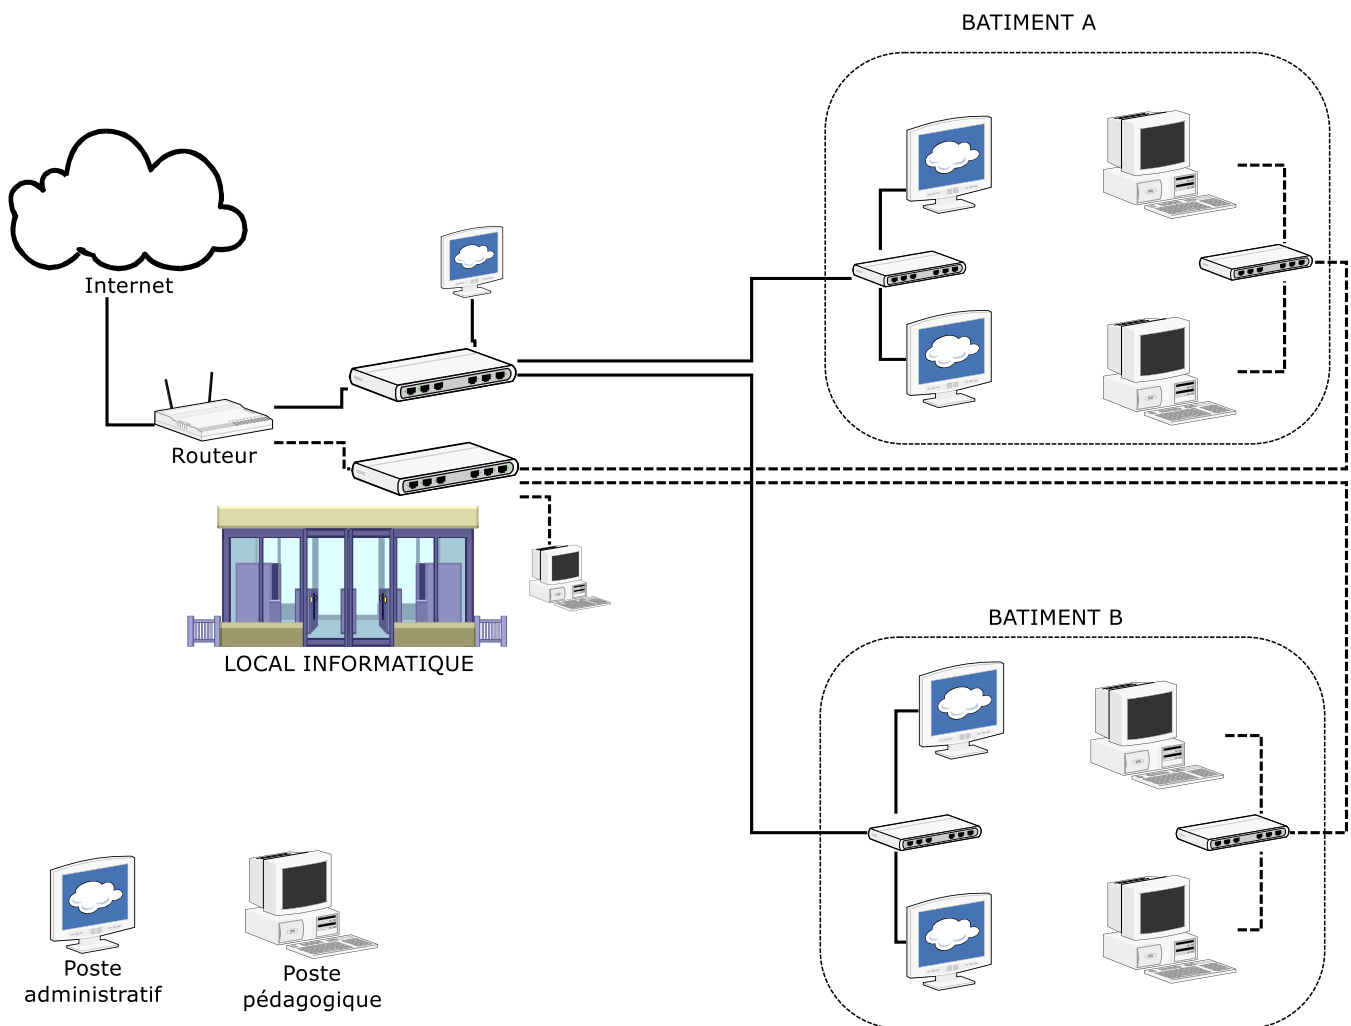 BATIMENT A
Internet
Routeur
LOCAL INFORMATIQUE
BATIMENT B
Poste
administratif
Poste
pédagogique